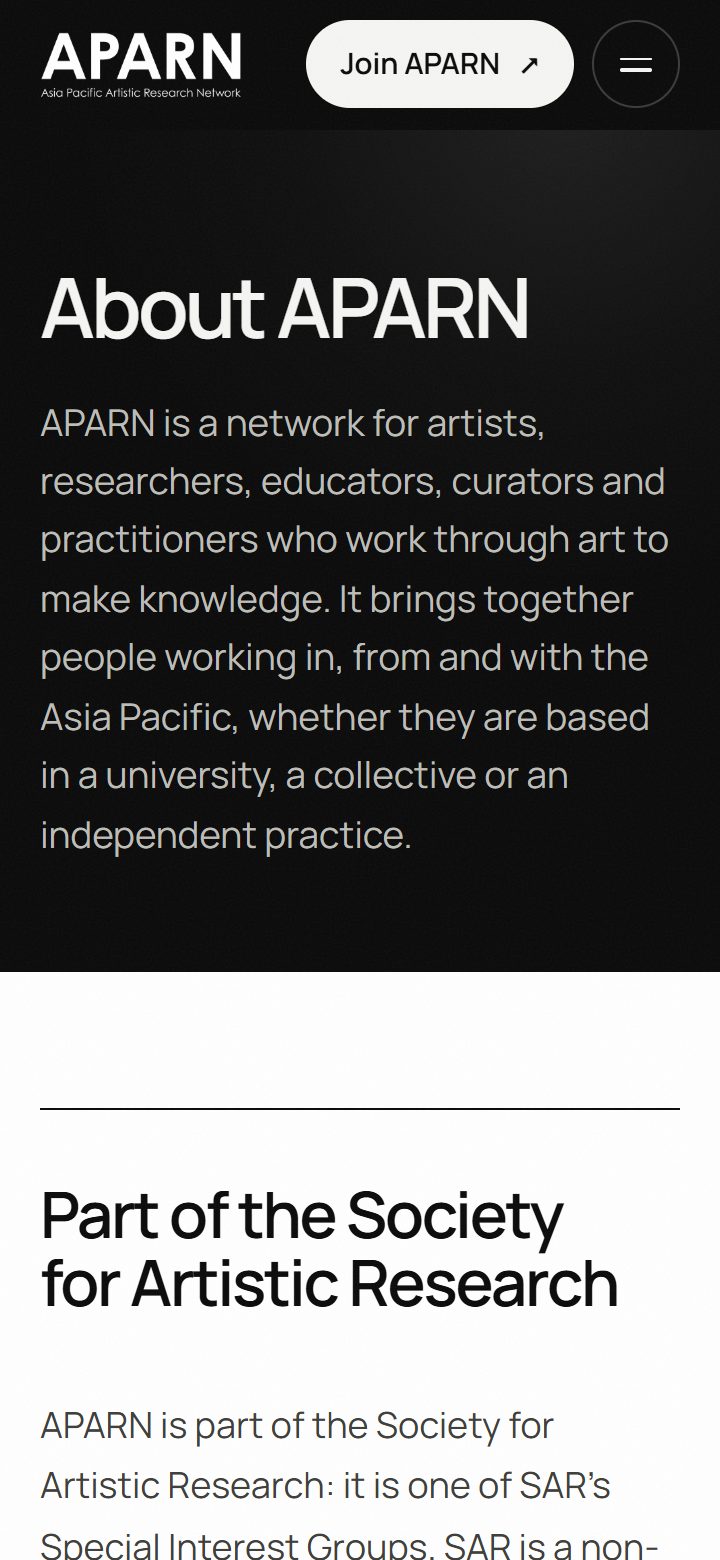 APARN
Asia Pacific Artistic Research Network
Join APARN ↗
About APARN
APARN is a network for artists,
researchers, educators, curators and
practitioners who work through art to
make knowledge. It brings together
people working in, from and with the
Asia Pacific, whether they are based
in a university, a collective or an
independent practice.
Part of the Society
for Artistic Research
APARN is part of the Society for
Artistic Research: it is one of SAR’s
Special Interest Groups. SAR is a non-